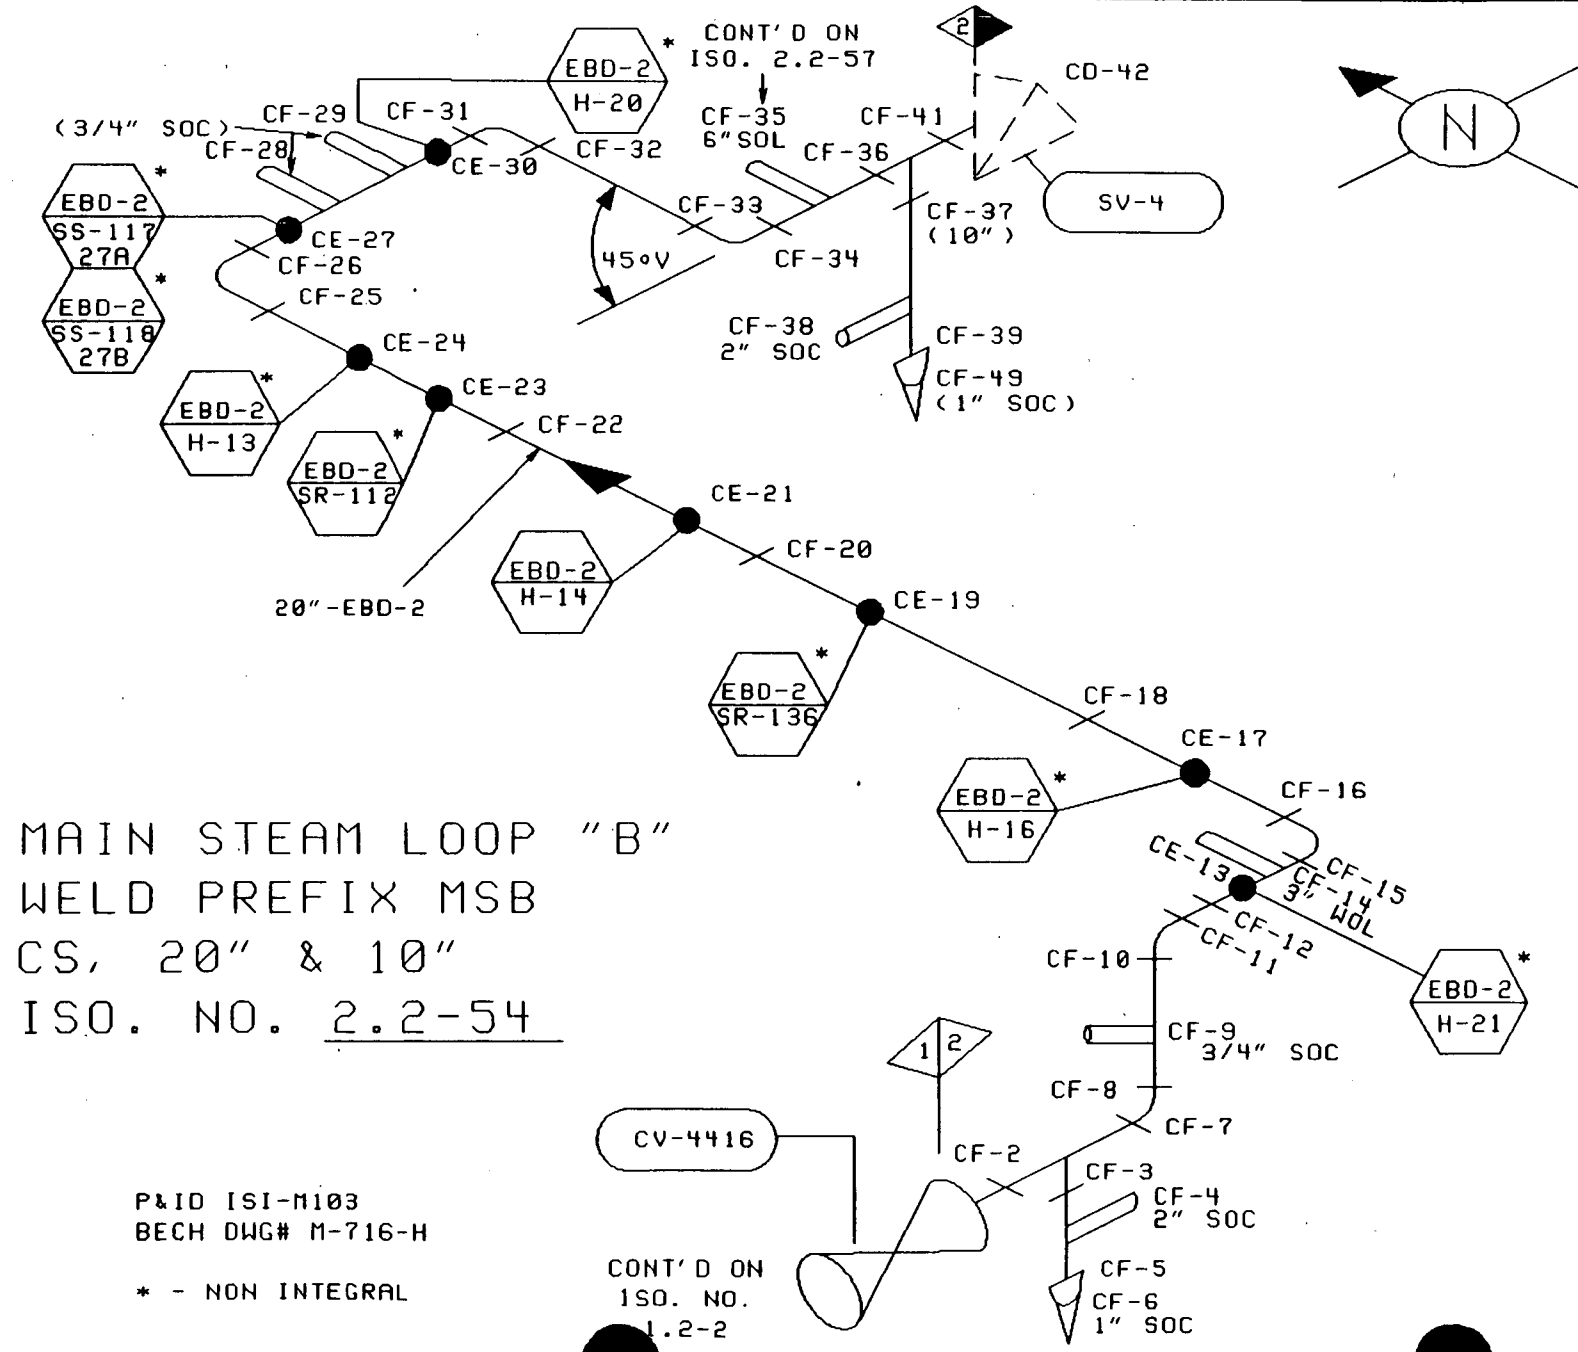 2
CONT'D ON
ISO. 2.2-57
*
EBD-2
H-20
CD-42
CF-29
CF-31
CF-35
6" SOL
CF-41
N
(3/4" SOC)
CF-28
CE-30
CF-32
CF-36
*
EBD-2
SS-117
27A
CF-33
CF-37
(10")
SV-4
CE-27
CF-26
45°V
CF-34
*
EBD-2
SS-118
27B
CF-25
CF-38
2" SOC
CF-39
CE-24
CF-49
(1" SOC)
*
EBD-2
H-13
CE-23
CF-22
*
EBD-2
SR-112
CE-21
EBD-2
H-14
CF-20
20"-EBD-2
CE-19
*
EBD-2
SR-136
CF-18
CE-17
*
EBD-2
H-16
CF-16
MAIN STEAM LOOP "B"
WELD PREFIX MSB
CS, 20" & 10"
ISO. NO. 2.2-54
CE-13
CF-15
CF-14
3" WOL
CF-12
CF-11
CF-10
*
EBD-2
H-21
CF-9
3/4" SOC
1 2
CF-8
CF-7
CV-4416
CF-2
CF-3
CF-4
2" SOC
P&ID ISI-M103
BECH DWG# M-716-H
* - NON INTEGRAL
CONT'D ON
ISO. NO.
1.2-2
CF-5
CF-6
1" SOC